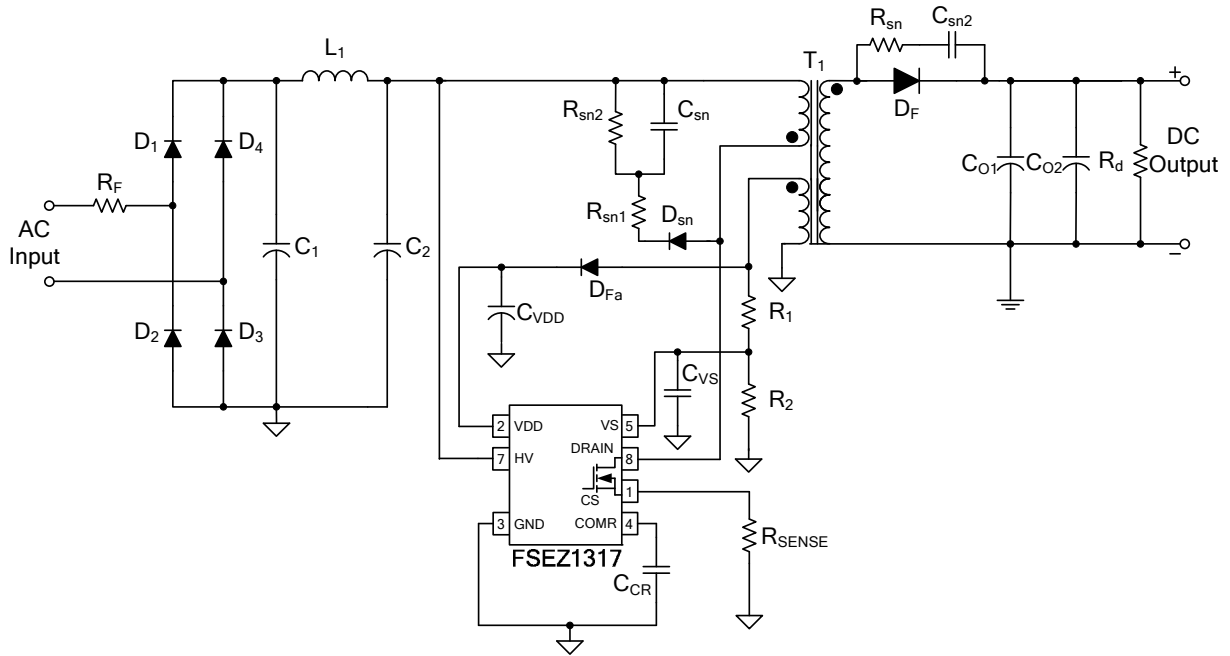 Rsn
Csn2
L1
T1
+
DF
Rsn2
Csn
D1
D4
DC
Output
CO1
CO2
Rd
RF
AC
Input
Rsn1
Dsn
C1
C2
−
DFa
R1
CVDD
D2
D3
CVS
R2
2
VDD
VS
5
DRAIN
7
HV
8
CS
1
3
GND
COMR
4
RSENSE
FSEZ1317
CCR